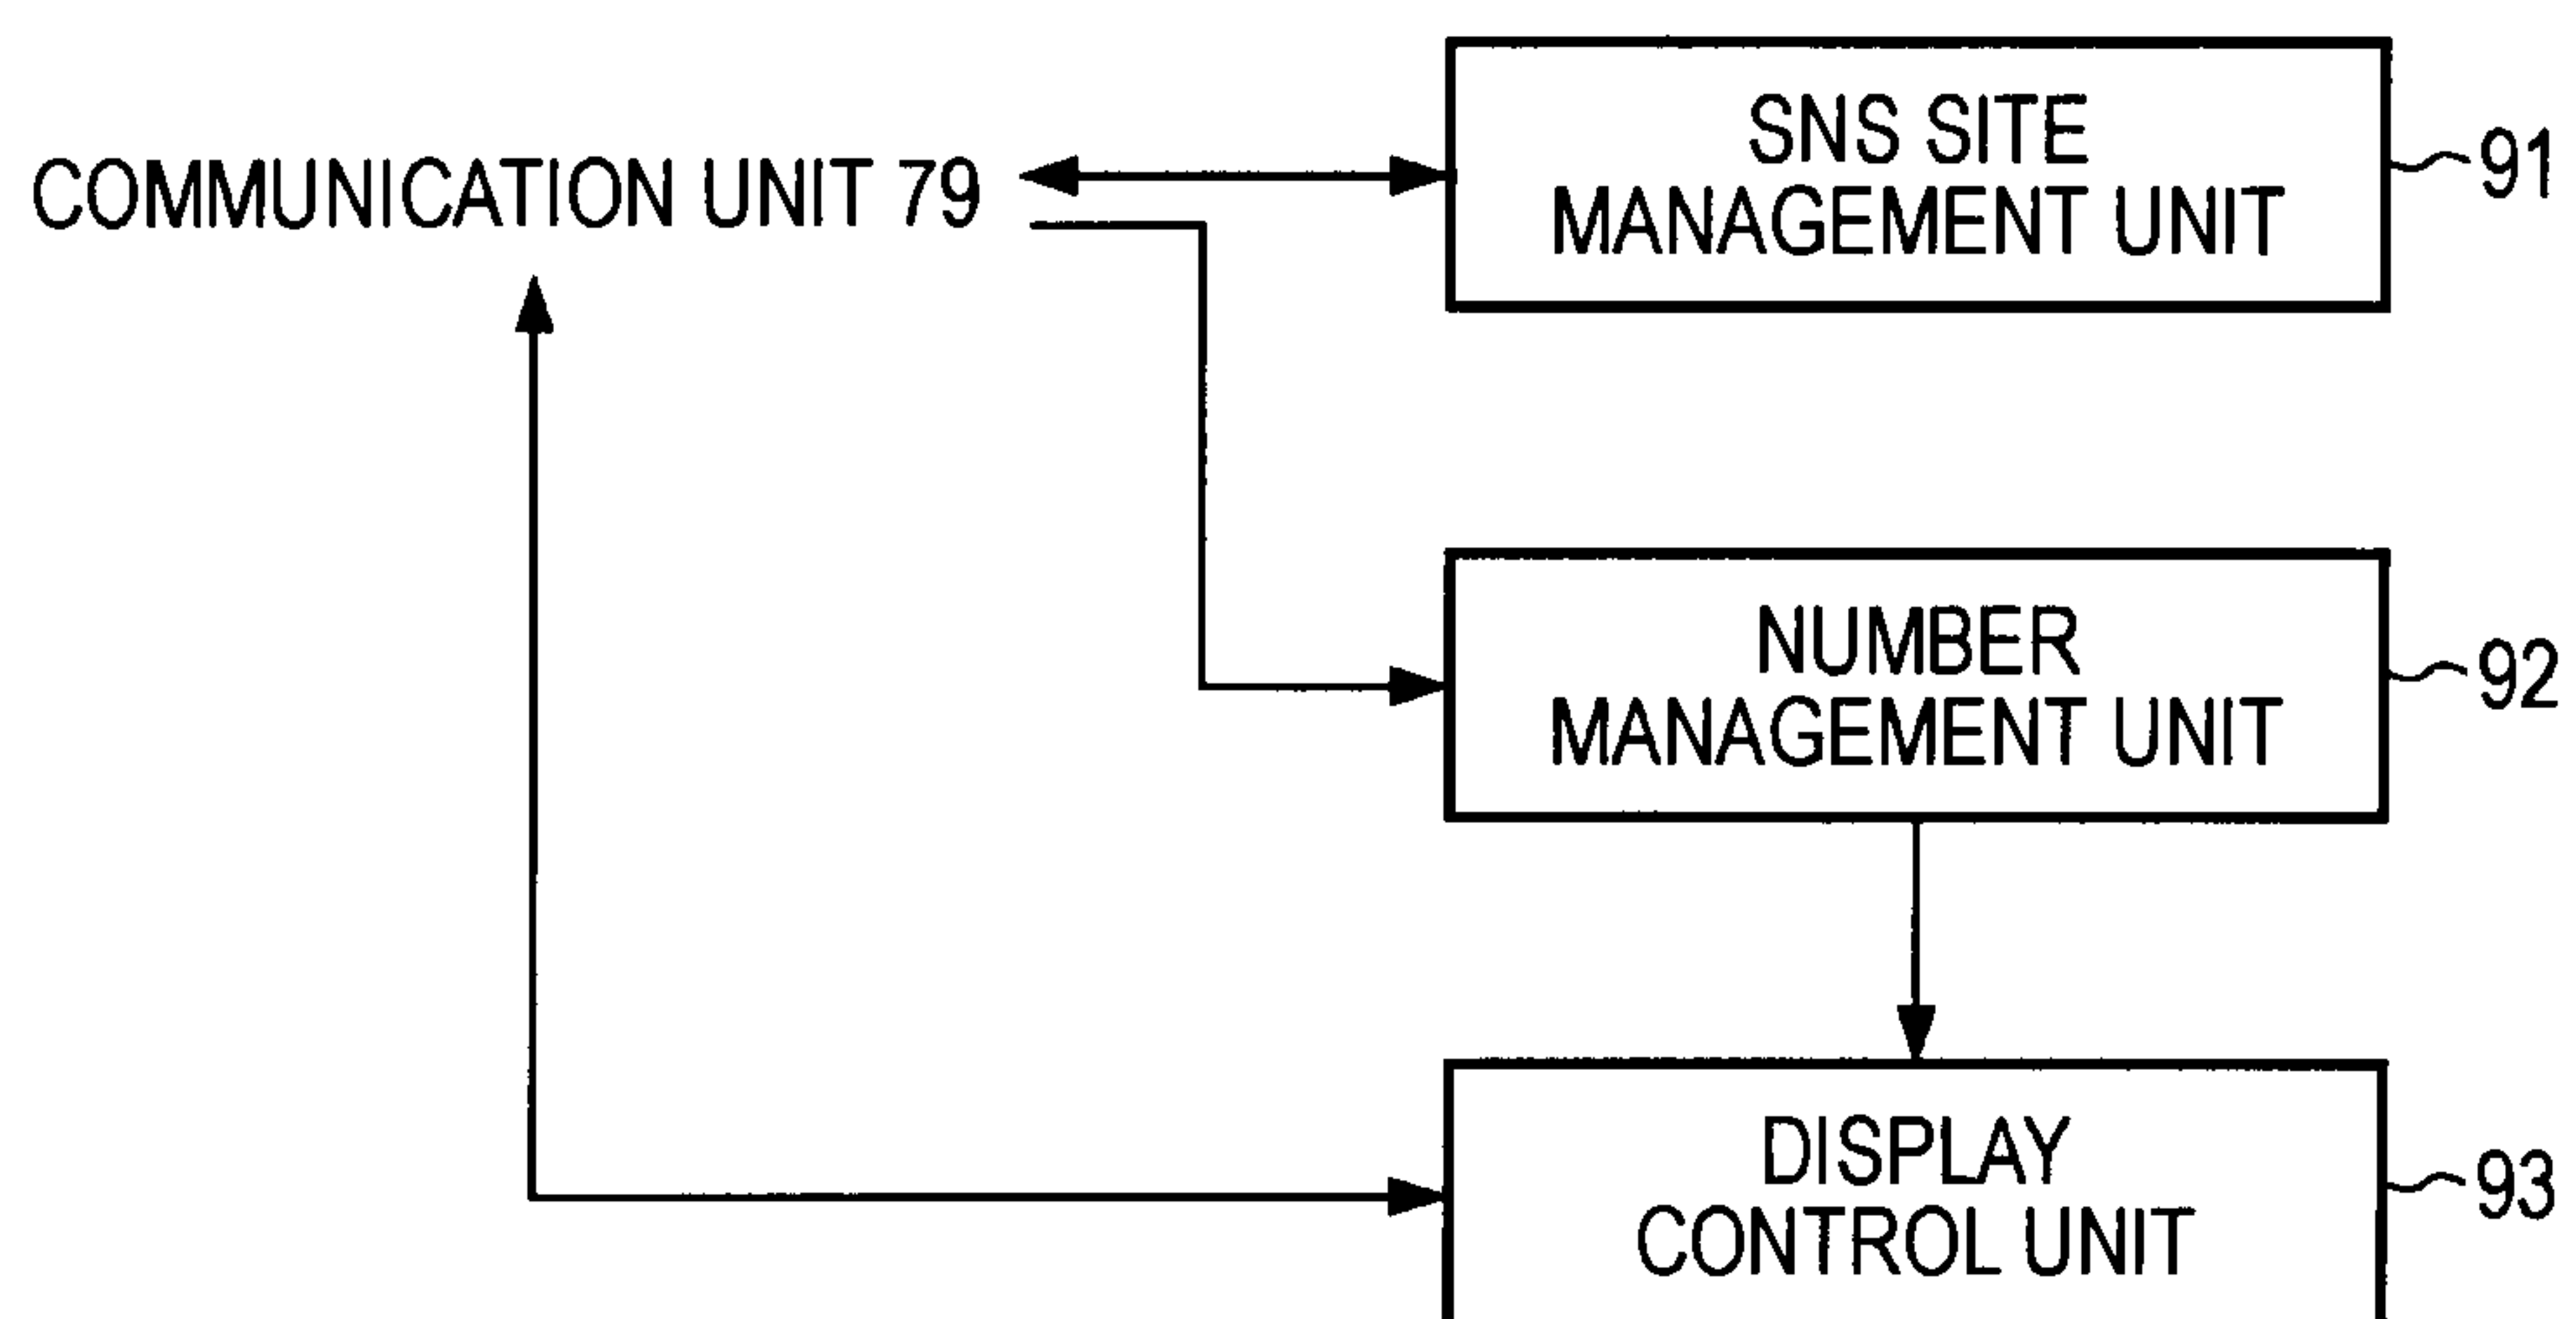 SNS SITE
MANAGEMENT UNIT
91
COMMUNICATION UNIT 79
NUMBER
MANAGEMENT UNIT
92
DISPLAY
CONTROL UNIT
93